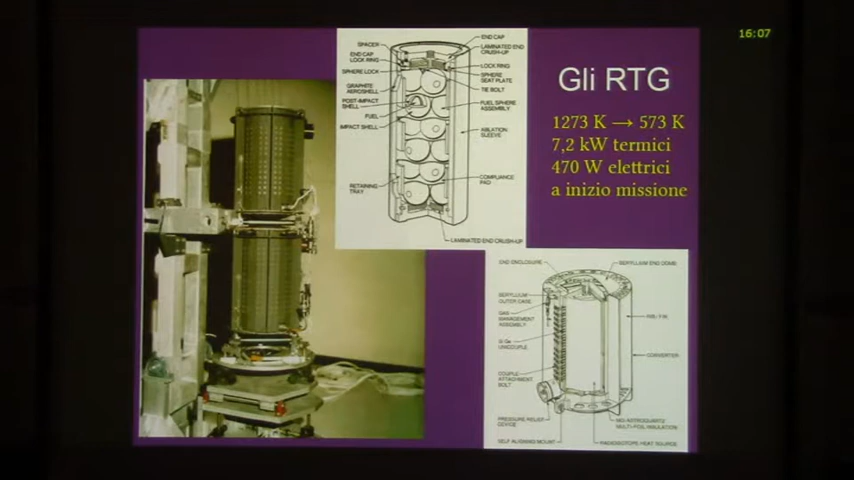 16:07
Gli RTG
1273 K → 573 K
7,2 kW termici
470 W elettrici
a inizio missione
SPACER
END CAP
LOCK RING
SPHERE LOCK
GRAPHITE
AEROSHELL
POST-IMPACT
SHELL
FUEL
IMPACT SHELL
RETAINING
TRAY
END CAP
LAMINATED END
CRUSH-UP
LOCK RING
SPHERE
SEAT PLATE
TIE BOLT
FUEL SPHERE
ASSEMBLY
ABLATION
SLEEVE
COMPLIANCE
PAD
LAMINATED END CRUSH-UP
END ENCLOSURE
BERYLLIUM
OUTER CASE
GAS
MANAGEMENT
ASSEMBLY
Si Ge
UNICOUPLE
COUPLE
ATTACHMENT
BOLT
PRESSURE RELIEF
DEVICE
SELF ALIGNING MOUNT
BERYLLIUM END DOME
CONVERTER
MULTI-FOIL INSULATION
RADIOISOTOPE HEAT SOURCE